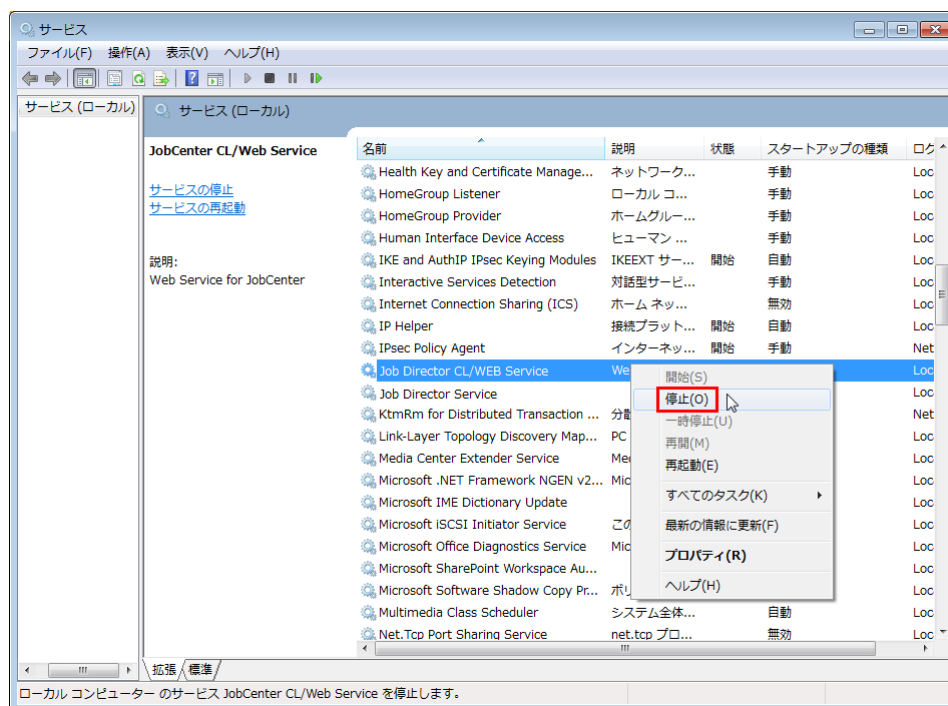 サービス
ファイル(F) 操作(A) 表示(V) ヘルプ(H)
サービス (ローカル)
サービス (ローカル)
JobCenter CL/Web Service
サービスの停止
サービスの再起動
説明:
Web Service for JobCenter
名前 説明 状態 スタートアップの種類 ログ
Health Key and Certificate Manage... ネットワーク... 手動 Loc
HomeGroup Listener ローカル コ... 手動 Loc
HomeGroup Provider ホームグルー... 手動 Loc
Human Interface Device Access ヒューマン ... 手動 Loc
IKE and AuthIP IPsec Keying Modules IKEEXT サー... 開始 自動 Loc
Interactive Services Detection 対話型サービ... 手動 Loc
Internet Connection Sharing (ICS) ホーム ネッ... 無効 Loc
IP Helper 接続プラット... 開始 自動 Loc
IPsec Policy Agent インターネッ... 開始 手動 Net
Job Director CL/WEB Service We Loc
Job Director Service Loc
KtmRm for Distributed Transaction ... 分散 Net
Link-Layer Topology Discovery Map... PC Loc
Media Center Extender Service Me Loc
Microsoft .NET Framework NGEN v2... Mic Loc
Microsoft IME Dictionary Update Loc
Microsoft iSCSI Initiator Service この Loc
Microsoft Office Diagnostics Service Mic Loc
Microsoft SharePoint Workspace Au... Loc
Microsoft Software Shadow Copy Pr... ボリ Loc
Multimedia Class Scheduler システム全体... 自動 Loc
Net.Tcp Port Sharing Service net.tcp プロ... 無効 Loc
開始(S)
停止(O)
一時停止(U)
再開(M)
再起動(E)
すべてのタスク(K)
最新の情報に更新(F)
プロパティ(R)
ヘルプ(H)
拡張 標準
ローカル コンピューター のサービス JobCenter CL/Web Service を停止します。